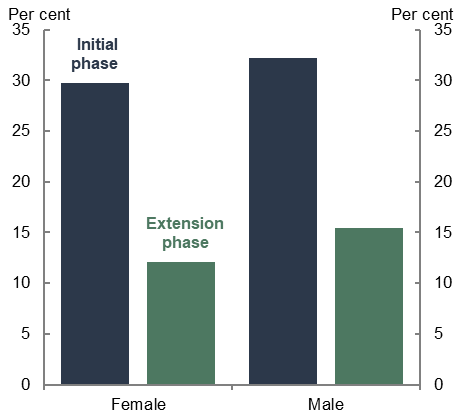 Per cent Per cent
35 35
Initial
phase
30 30
25 25
20 20
Extension
phase
15 15
10 10
5 5
0 0
Female Male